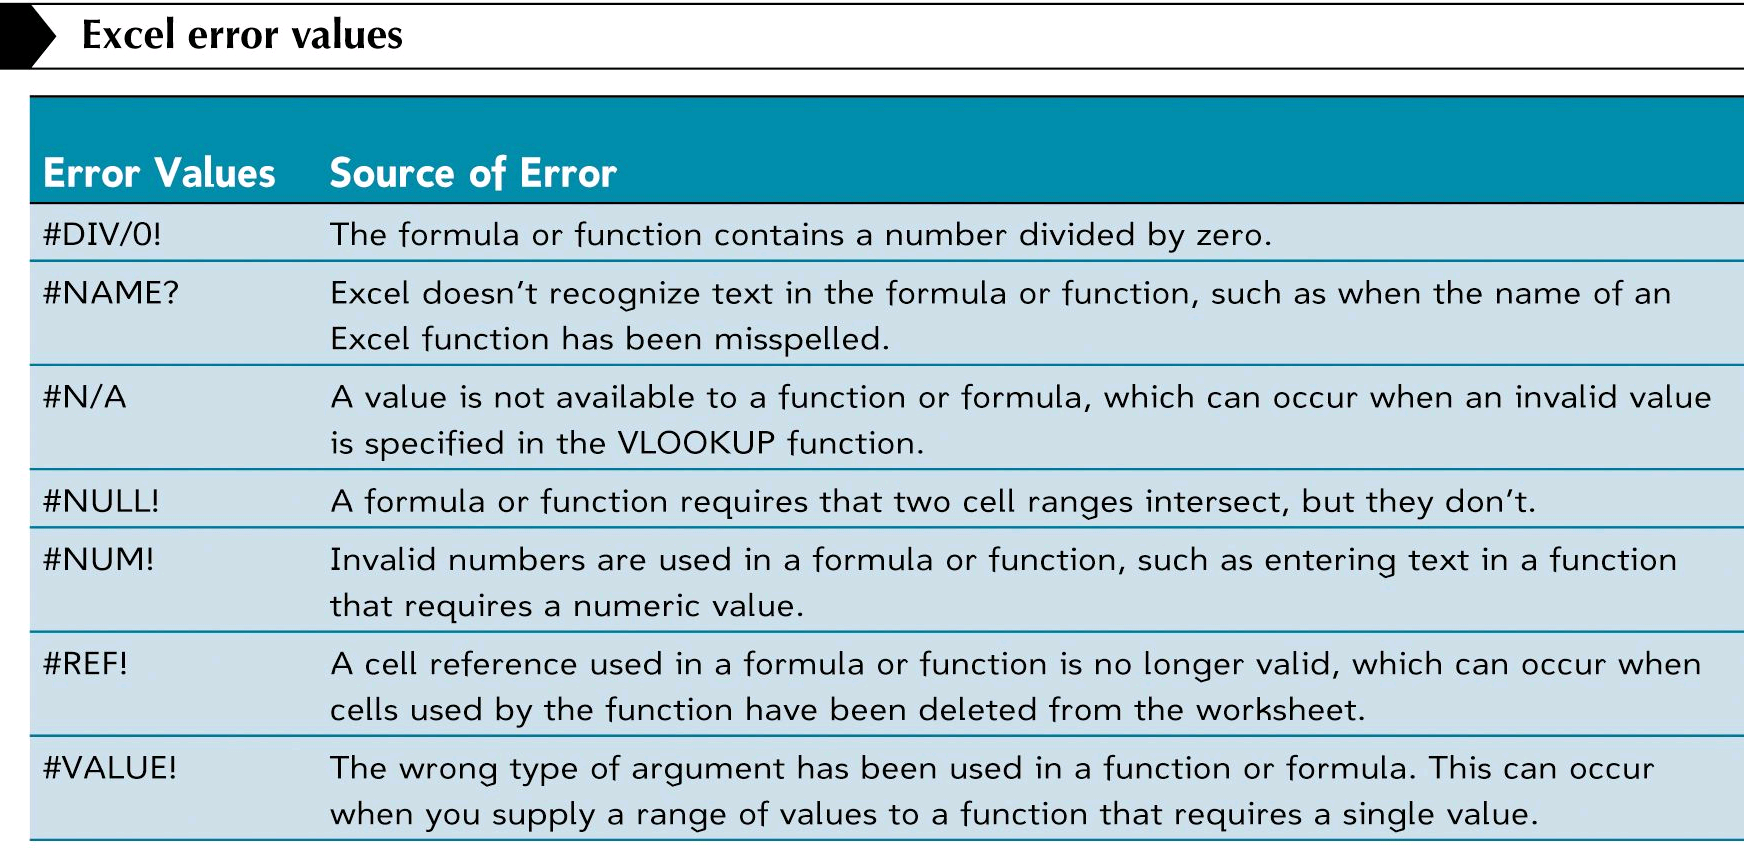 Excel error values
Error Values Source of Error
#DIV/0! The formula or function contains a number divided by zero.
#NAME? Excel doesn't recognize text in the formula or function, such as when the name of an
Excel function has been misspelled.
#N/A A value is not available to a function or formula, which can occur when an invalid value
is specified in the VLOOKUP function.
#NULL! A formula or function requires that two cell ranges intersect, but they don't.
#NUM! Invalid numbers are used in a formula or function, such as entering text in a function
that requires a numeric value.
#REF! A cell reference used in a formula or function is no longer valid, which can occur when
cells used by the function have been deleted from the worksheet.
#VALUE! The wrong type of argument has been used in a function or formula. This can occur
when you supply a range of values to a function that requires a single value.